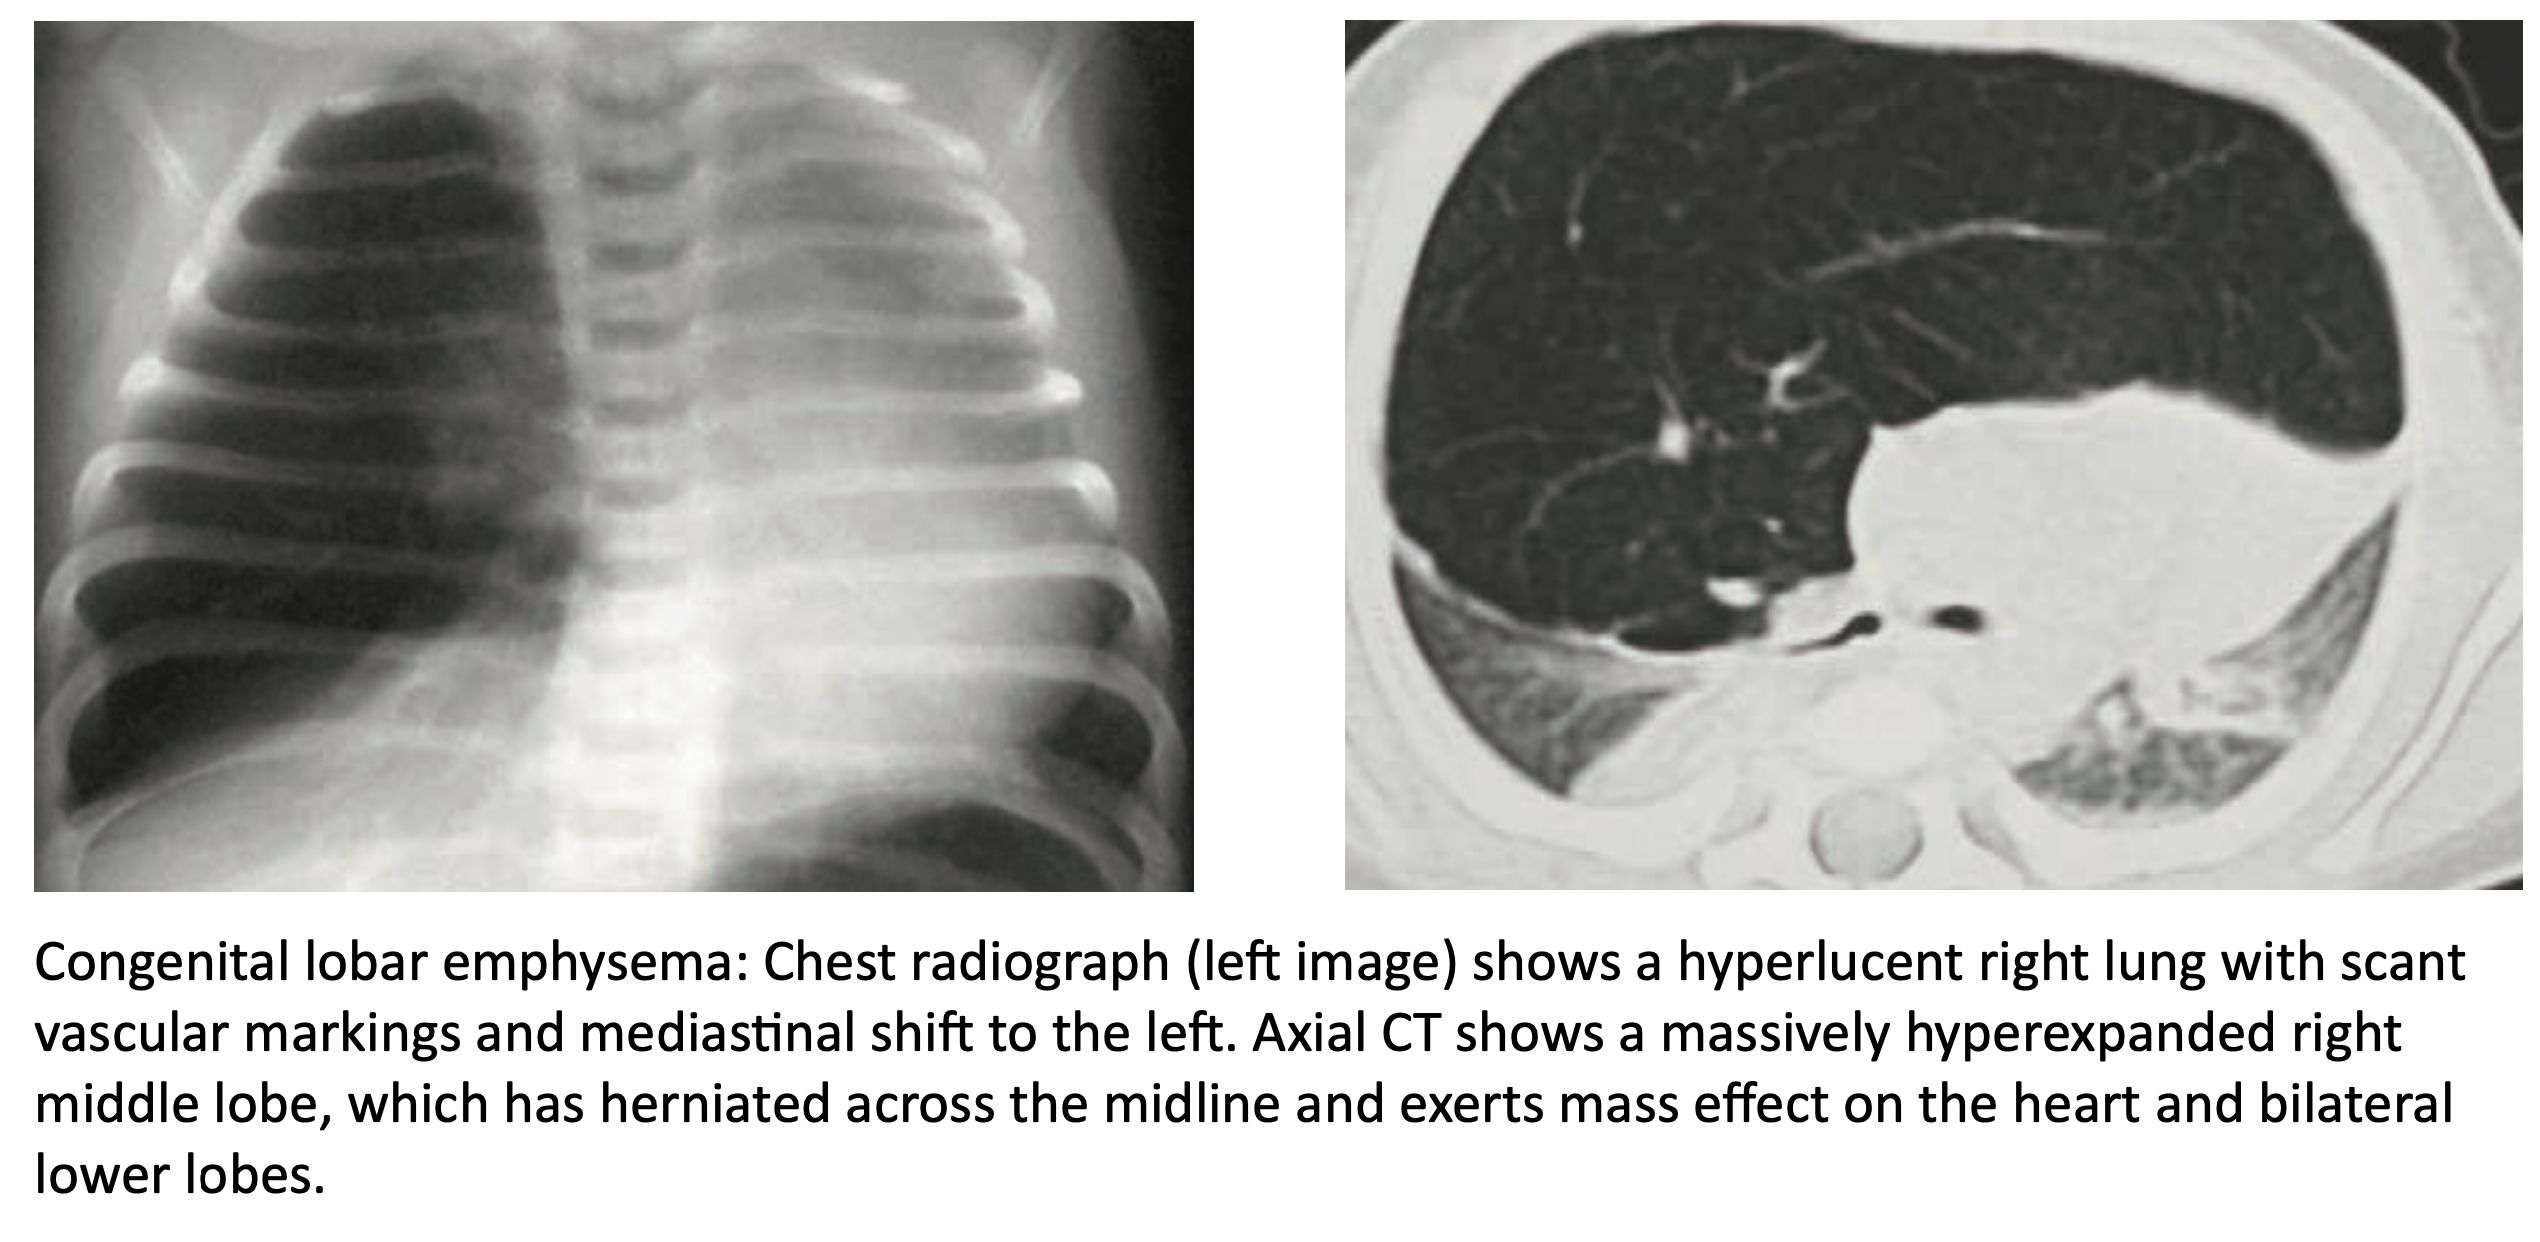 Congenital lobar emphysema: Chest radiograph (left image) shows a hyperlucent right lung with scant
vascular markings and mediastinal shift to the left. Axial CT shows a massively hyperexpanded right
middle lobe, which has herniated across the midline and exerts mass effect on the heart and bilateral
lower lobes.